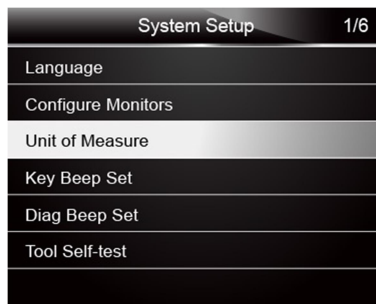 System Setup 1/6
Language
Configure Monitors
Unit of Measure
Key Beep Set
Diag Beep Set
Tool Self-test